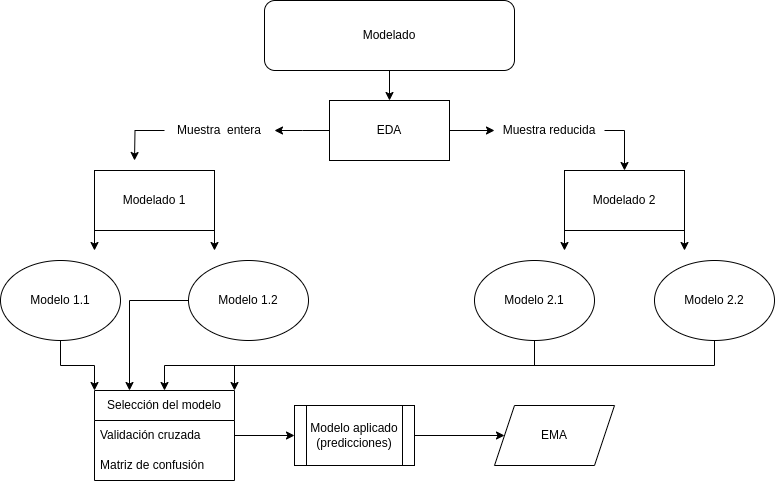 Modelado
Muestra  entera
EDA
Muestra reducida
Modelado 1
Modelado 2
Modelo 1.1
Modelo 1.2
Modelo 2.1
Modelo 2.2
Selección del modelo
Validación cruzada
Matriz de confusión
Modelo aplicado
(predicciones)
EMA